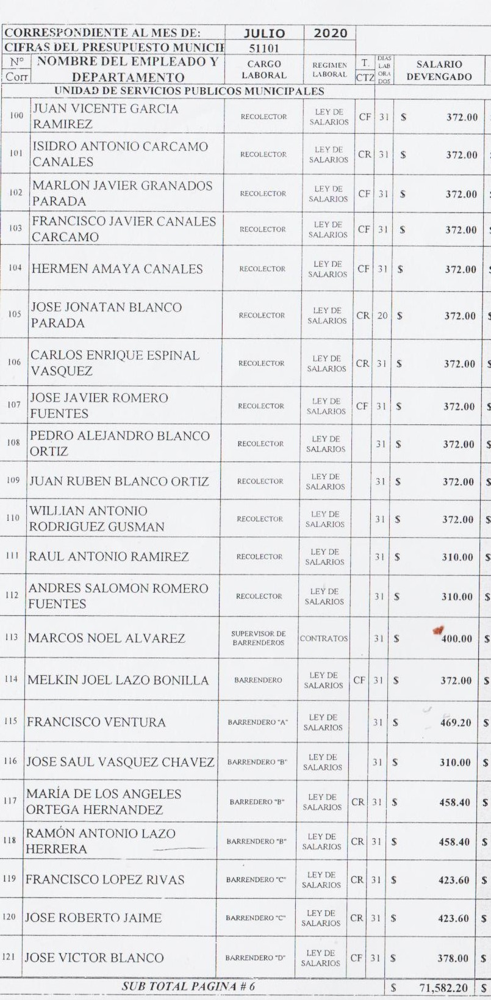 CORRESPONDIENTE AL MES DE: JULIO 2020
CIFRAS DEL PRESUPUESTO MUNICIP 51101
N° Corr NOMBRE DEL EMPLEADO Y DEPARTAMENTO CARGO LABORAL REGIMEN LABORAL T. CTZ DIAS LAB ORA DOS SALARIO DEVENGADO
UNIDAD DE SERVICIOS PUBLICOS MUNICIPALES
100 JUAN VICENTE GARCIA RAMIREZ RECOLECTOR LEY DE SALARIOS CF 31 $ 372.00
101 ISIDRO ANTONIO CARCAMO CANALES RECOLECTOR LEY DE SALARIOS CR 31 $ 372.00
102 MARLON JAVIER GRANADOS PARADA RECOLECTOR LEY DE SALARIOS CF 31 $ 372.00
103 FRANCISCO JAVIER CANALES CARCAMO RECOLECTOR LEY DE SALARIOS CF 31 $ 372.00
104 HERMEN AMAYA CANALES RECOLECTOR LEY DE SALARIOS CF 31 $ 372.00
105 JOSE JONATAN BLANCO PARADA RECOLECTOR LEY DE SALARIOS CR 20 $ 372.00 $
106 CARLOS ENRIQUE ESPINAL VASQUEZ RECOLECTOR LEY DE SALARIOS CR 31 $ 372.00 $
107 JOSE JAVIER ROMERO FUENTES RECOLECTOR LEY DE SALARIOS CF 31 $ 372.00 $
108 PEDRO ALEJANDRO BLANCO ORTIZ RECOLECTOR LEY DE SALARIOS 31 $ 372.00 $
109 JUAN RUBEN BLANCO ORTIZ RECOLECTOR LEY DE SALARIOS 31 $ 372.00 $
110 WILLIAN ANTONIO RODRIGUEZ GUSMAN RECOLECTOR LEY DE SALARIOS 31 $ 372.00 $
111 RAUL ANTONIO RAMIREZ RECOLECTOR LEY DE SALARIOS 31 $ 310.00 $
112 ANDRES SALOMON ROMERO FUENTES RECOLECTOR LEY DE SALARIOS 31 $ 310.00 $
113 MARCOS NOEL ALVAREZ SUPERVISOR DE BARRENDEROS CONTRATOS 31 $ 400.00 $
114 MELKIN JOEL LAZO BONILLA BARRENDERO LEY DE SALARIOS CF 31 $ 372.00 $
115 FRANCISCO VENTURA BARRENDERO "A" LEY DE SALARIOS 31 $ 469.20 $
116 JOSE SAUL VASQUEZ CHAVEZ BARRENDERO "B" LEY DE SALARIOS 31 $ 310.00 $
117 MARÍA DE LOS ANGELES ORTEGA HERNANDEZ BARREDERO "B" LEY DE SALARIOS CR 31 $ 458.40 $
118 RAMÓN ANTONIO LAZO HERRERA BARRENDERO "B" LEY DE SALARIOS CR 31 $ 458.40 $
119 FRANCISCO LOPEZ RIVAS BARRENDERO "C" LEY DE SALARIOS CR 31 $ 423.60 $
120 JOSE ROBERTO JAIME BARRENDERO "C" LEY DE SALARIOS CR 31 $ 423.60 $
121 JOSE VICTOR BLANCO BARRENDERO "D" LEY DE SALARIOS CF 31 $ 378.00 $
SUB TOTAL PAGINA # 6 $ 71,582.20 $